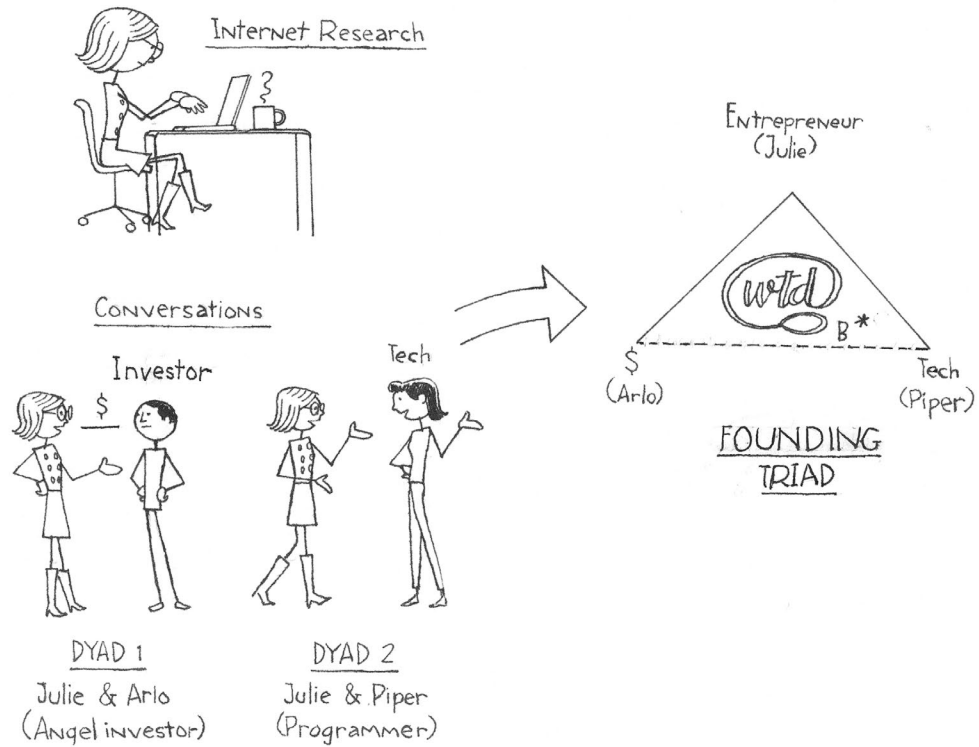 Internet Research
Conversations
Investor
$
Tech
DYAD 1
Julie & Arlo
(Angel investor)
DYAD 2
Julie & Piper
(Programmer)
Entrepreneur
(Julie)
wtd
B*
$
(Arlo)
Tech
(Piper)
FOUNDING
TRIAD